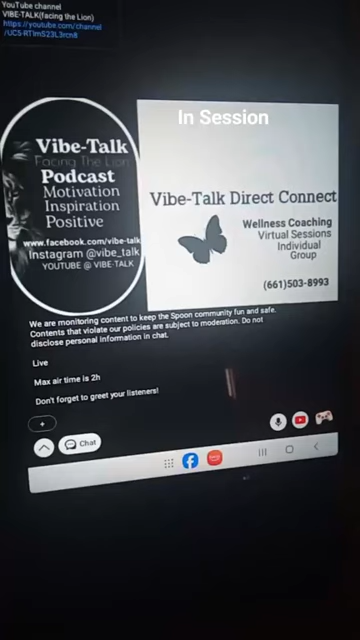 YouTube channel
VIBE-TALK(facing the Lion)
https://youtube.com/channel
In Session
Vibe-Talk
Facing The Lion
Podcast
Motivation
Inspiration
Positive
www.facebook.com/vibe-talk
Instagram @vibe_talk
YOUTUBE @ VIBE-TALK
Vibe-Talk Direct Connect
Wellness Coaching
Virtual Sessions
Individual
Group
(661)503-8993
We are monitoring content to keep the Spoon community fun and safe.
Contents that violate our policies are subject to moderation. Do not
disclose personal information in chat.
Live
Max air time is 2h
Don't forget to greet your listeners!
+
Chat